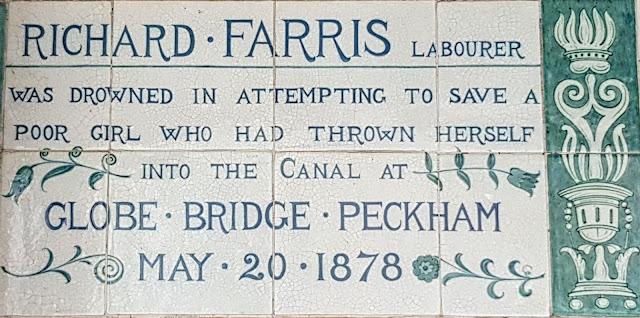 RICHARD · FARRIS LABOURER
WAS DROWNED IN ATTEMPTING TO SAVE A
POOR GIRL WHO HAD THROWN HERSELF
INTO THE CANAL AT
GLOBE · BRIDGE · PECKHAM
MAY · 20 · 1878